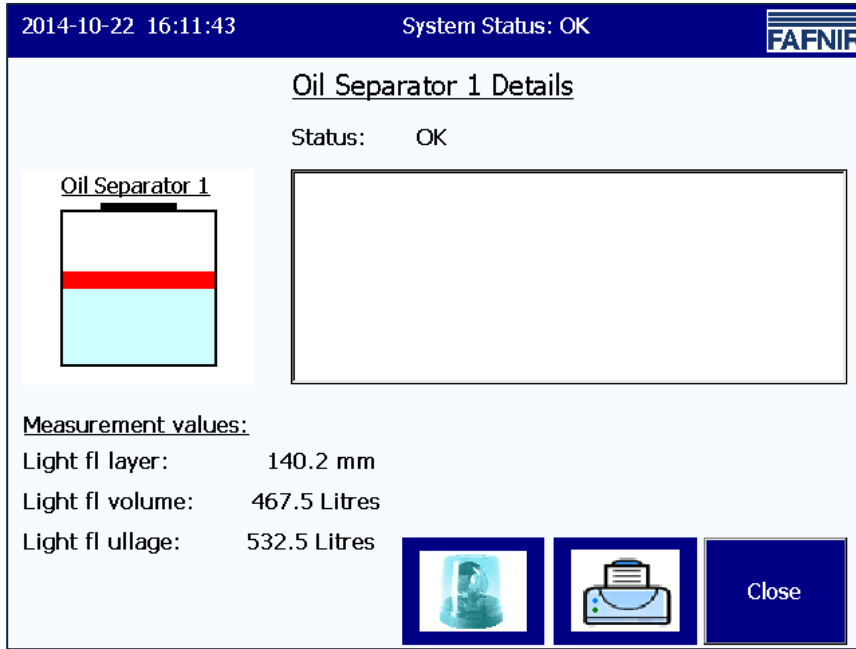 2014-10-22 16:11:43 System Status: OK FAFNIR
Oil Separator 1 Details
Status: OK
Oil Separator 1
Measurement values:
Light fl layer: 140.2 mm
Light fl volume: 467.5 Litres
Light fl ullage: 532.5 Litres
Close